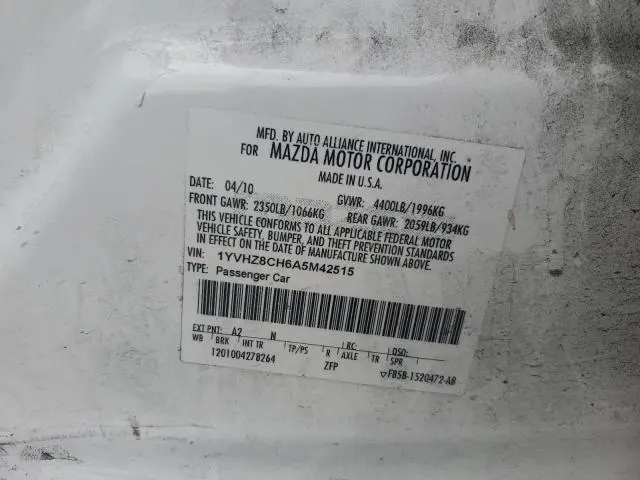 MFD. BY AUTO ALLIANCE INTERNATIONAL, INC.
FOR MAZDA MOTOR CORPORATION
MADE IN U.S.A.
DATE: 04/10 GVWR: 4400LB/1996KG
FRONT GAWR: 2350LB/1066KG REAR GAWR: 2059LB/934KG
THIS VEHICLE CONFORMS TO ALL APPLICABLE FEDERAL MOTOR
VEHICLE SAFETY, BUMPER, AND THEFT PREVENTION STANDARDS
IN EFFECT ON THE DATE OF MANUFACTURE SHOWN ABOVE.
VIN: 1YVHZ8CH6A5M42515
TYPE: Passenger Car
EXT PNT: A2 N RC: DSO:
WB BRK INT TR TP/PS R AXLE TR SPR
1201004278264 ZFP ▽FB5B-1520472-AB